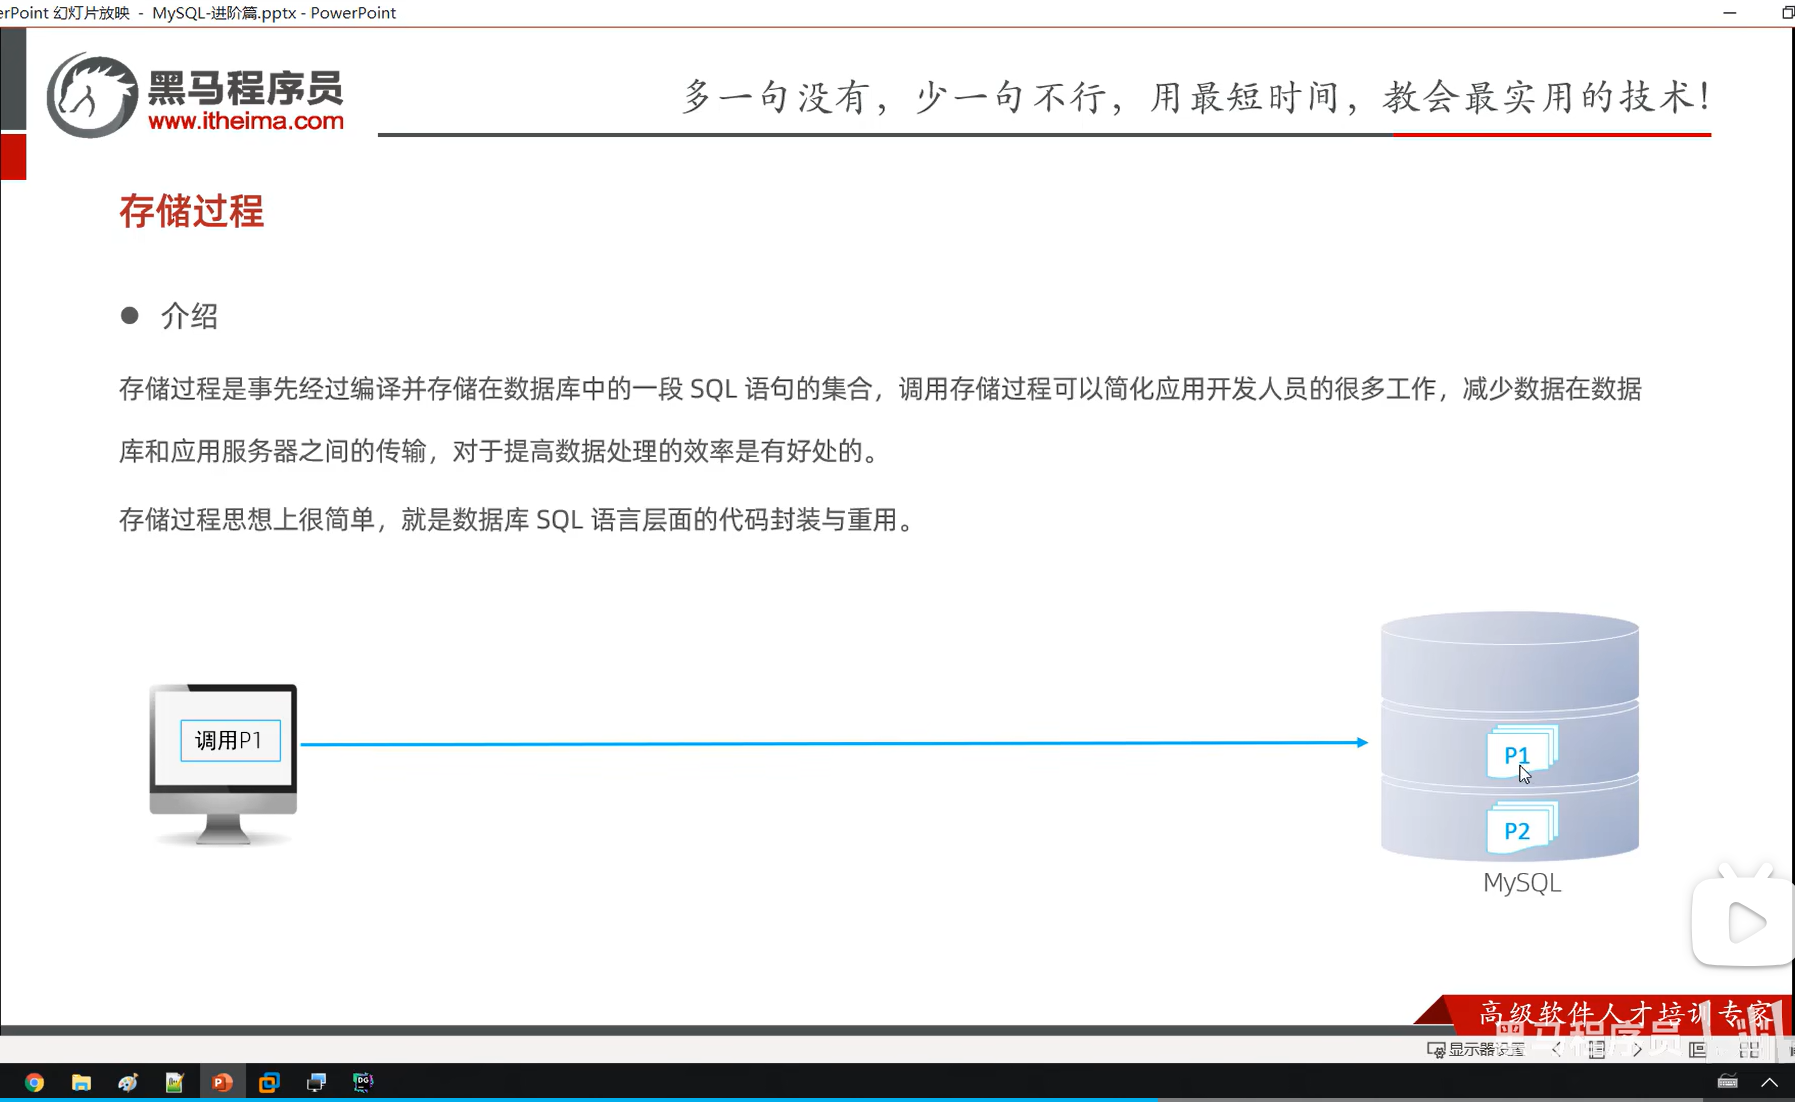 erPoint 幻灯片放映 - MySQL-进阶篇.pptx - PowerPoint
黑马程序员
www.itheima.com
多一句没有，少一句不行，用最短时间，教会最实用的技术！
存储过程
● 介绍
存储过程是事先经过编译并存储在数据库中的一段 SQL 语句的集合，调用存储过程可以简化应用开发人员的很多工作，减少数据在数据
库和应用服务器之间的传输，对于提高数据处理的效率是有好处的。
存储过程思想上很简单，就是数据库 SQL 语言层面的代码封装与重用。
调用P1
P1
P2
MySQL
高级软件人才培训专家
黑马程序员
显示器设置